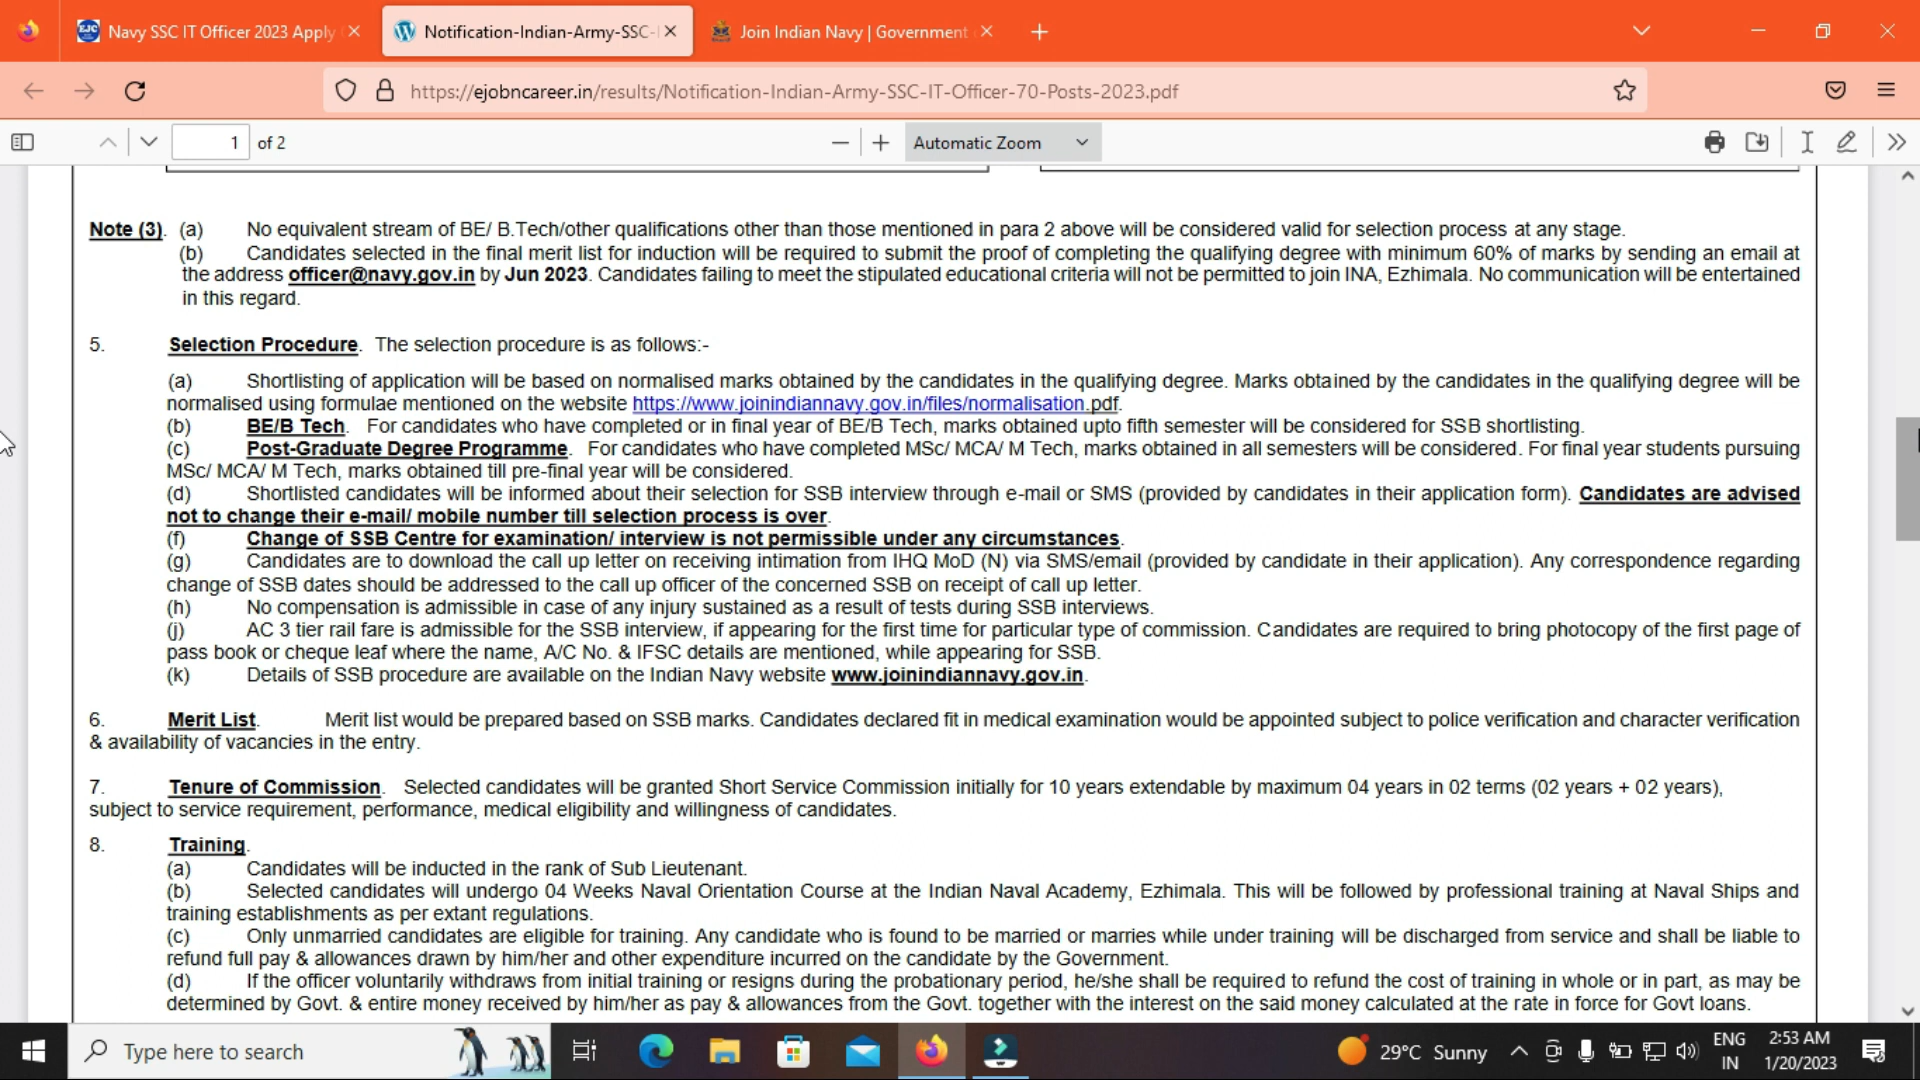 Navy SSC IT Officer 2023 Apply
Notification-Indian-Army-SSC-I
Join Indian Navy | Government
https://ejobncareer.in/results/Notification-Indian-Army-SSC-IT-Officer-70-Posts-2023.pdf
1 of 2
Automatic Zoom
Note (3). (a) No equivalent stream of BE/ B.Tech/other qualifications other than those mentioned in para 2 above will be considered valid for selection process at any stage.
(b) Candidates selected in the final merit list for induction will be required to submit the proof of completing the qualifying degree with minimum 60% of marks by sending an email at
the address officer@navy.gov.in by Jun 2023. Candidates failing to meet the stipulated educational criteria will not be permitted to join INA, Ezhimala. No communication will be entertained
in this regard.
5. Selection Procedure. The selection procedure is as follows:-
(a) Shortlisting of application will be based on normalised marks obtained by the candidates in the qualifying degree. Marks obtained by the candidates in the qualifying degree will be
normalised using formulae mentioned on the website https://www.joinindiannavy.gov.in/files/normalisation.pdf.
(b) BE/B Tech. For candidates who have completed or in final year of BE/B Tech, marks obtained upto fifth semester will be considered for SSB shortlisting.
(c) Post-Graduate Degree Programme. For candidates who have completed MSc/ MCA/ M Tech, marks obtained in all semesters will be considered. For final year students pursuing
MSc/ MCA/ M Tech, marks obtained till pre-final year will be considered.
(d) Shortlisted candidates will be informed about their selection for SSB interview through e-mail or SMS (provided by candidates in their application form). Candidates are advised
not to change their e-mail/ mobile number till selection process is over.
(f) Change of SSB Centre for examination/ interview is not permissible under any circumstances.
(g) Candidates are to download the call up letter on receiving intimation from IHQ MoD (N) via SMS/email (provided by candidate in their application). Any correspondence regarding
change of SSB dates should be addressed to the call up officer of the concerned SSB on receipt of call up letter.
(h) No compensation is admissible in case of any injury sustained as a result of tests during SSB interviews.
(j) AC 3 tier rail fare is admissible for the SSB interview, if appearing for the first time for particular type of commission. Candidates are required to bring photocopy of the first page of
pass book or cheque leaf where the name, A/C No. & IFSC details are mentioned, while appearing for SSB.
(k) Details of SSB procedure are available on the Indian Navy website www.joinindiannavy.gov.in.
6. Merit List. Merit list would be prepared based on SSB marks. Candidates declared fit in medical examination would be appointed subject to police verification and character verification
& availability of vacancies in the entry.
7. Tenure of Commission. Selected candidates will be granted Short Service Commission initially for 10 years extendable by maximum 04 years in 02 terms (02 years + 02 years),
subject to service requirement, performance, medical eligibility and willingness of candidates.
8. Training.
(a) Candidates will be inducted in the rank of Sub Lieutenant.
(b) Selected candidates will undergo 04 Weeks Naval Orientation Course at the Indian Naval Academy, Ezhimala. This will be followed by professional training at Naval Ships and
training establishments as per extant regulations.
(c) Only unmarried candidates are eligible for training. Any candidate who is found to be married or marries while under training will be discharged from service and shall be liable to
refund full pay & allowances drawn by him/her and other expenditure incurred on the candidate by the Government.
(d) If the officer voluntarily withdraws from initial training or resigns during the probationary period, he/she shall be required to refund the cost of training in whole or in part, as may be
determined by Govt. & entire money received by him/her as pay & allowances from the Govt. together with the interest on the said money calculated at the rate in force for Govt loans.
Type here to search
29°C Sunny
ENG
IN
2:53 AM
1/20/2023